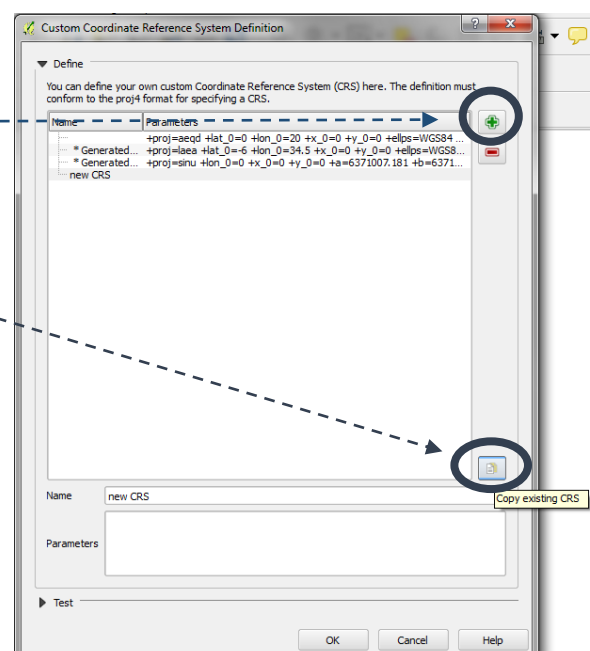 Custom Coordinate Reference System Definition
?
X
Define
You can define your own custom Coordinate Reference System (CRS) here. The definition must
conform to the proj4 format for specifying a CRS.
Name Parameters
+proj=aeqd +lat_0=0 +lon_0=20 +x_0=0 +y_0=0 +ellps=WGS84 ...
* Generated... +proj=laea +lat_0=-6 +lon_0=34.5 +x_0=0 +y_0=0 +ellps=WGS8...
* Generated... +proj=sinu +lon_0=0 +x_0=0 +y_0=0 +a=6371007.181 +b=6371...
new CRS
Name new CRS
Copy existing CRS
Parameters
Test
OK Cancel Help